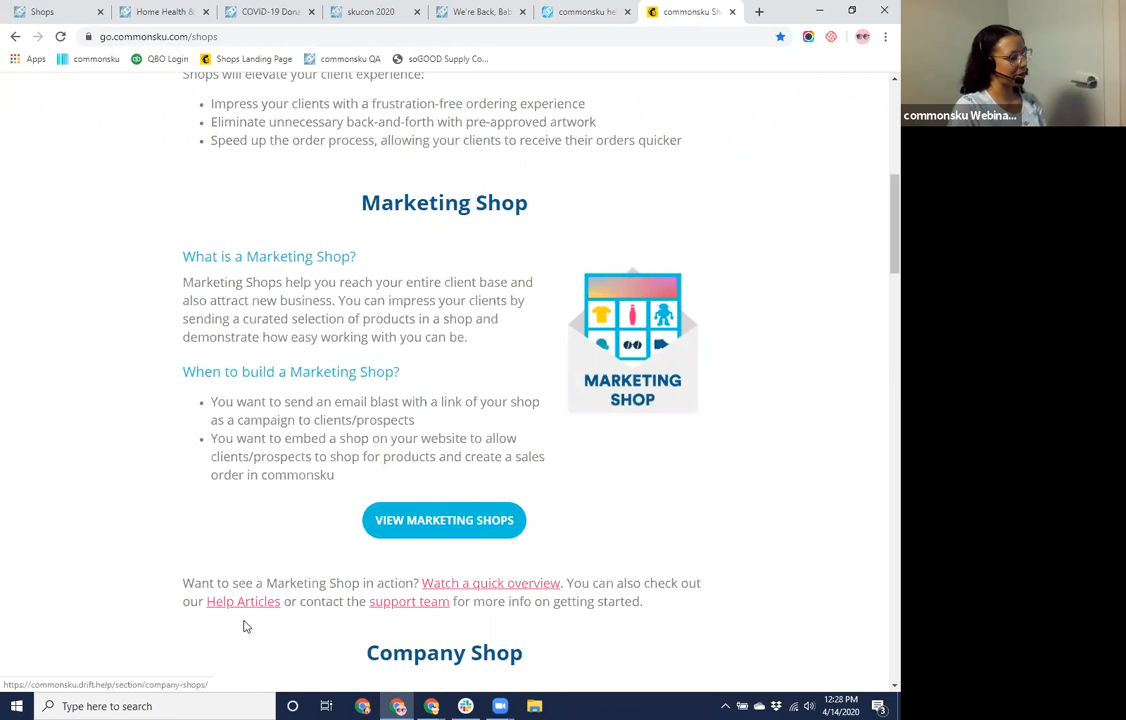 Shops
Home Health &
COVID-19 Dona
skucon 2020
We're Back, Bab
commonsku he
commonsku Sh
go.commonsku.com/shops
Apps
commonsku
QBO Login
Shops Landing Page
commonsku QA
soGOOD Supply Co...
Shops will elevate your client experience:
• Impress your clients with a frustration-free ordering experience
• Eliminate unnecessary back-and-forth with pre-approved artwork
• Speed up the order process, allowing your clients to receive their orders quicker
Marketing Shop
What is a Marketing Shop?
Marketing Shops help you reach your entire client base and
also attract new business. You can impress your clients by
sending a curated selection of products in a shop and
demonstrate how easy working with you can be.
When to build a Marketing Shop?
• You want to send an email blast with a link of your shop
as a campaign to clients/prospects
• You want to embed a shop on your website to allow
clients/prospects to shop for products and create a sales
order in commonsku
MARKETING
SHOP
VIEW MARKETING SHOPS
Want to see a Marketing Shop in action? Watch a quick overview. You can also check out
our Help Articles or contact the support team for more info on getting started.
Company Shop
https://commonsku.drift.help/section/company-shops/
Type here to search
12:28 PM
4/14/2020
3
commonsku Webina...